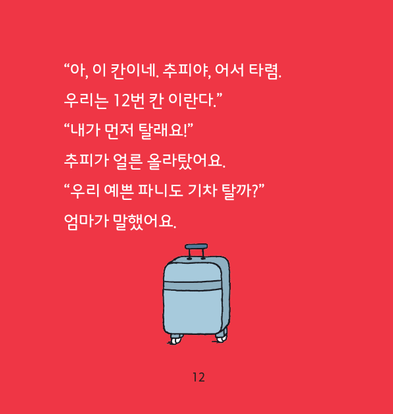 “아, 이 칸이네. 추피야, 어서 타렴.
우리는 12번 칸 이란다.”
“내가 먼저 탈래요!”
추피가 얼른 올라탔어요.
“우리 예쁜 파니도 기차 탈까?”
엄마가 말했어요.
12